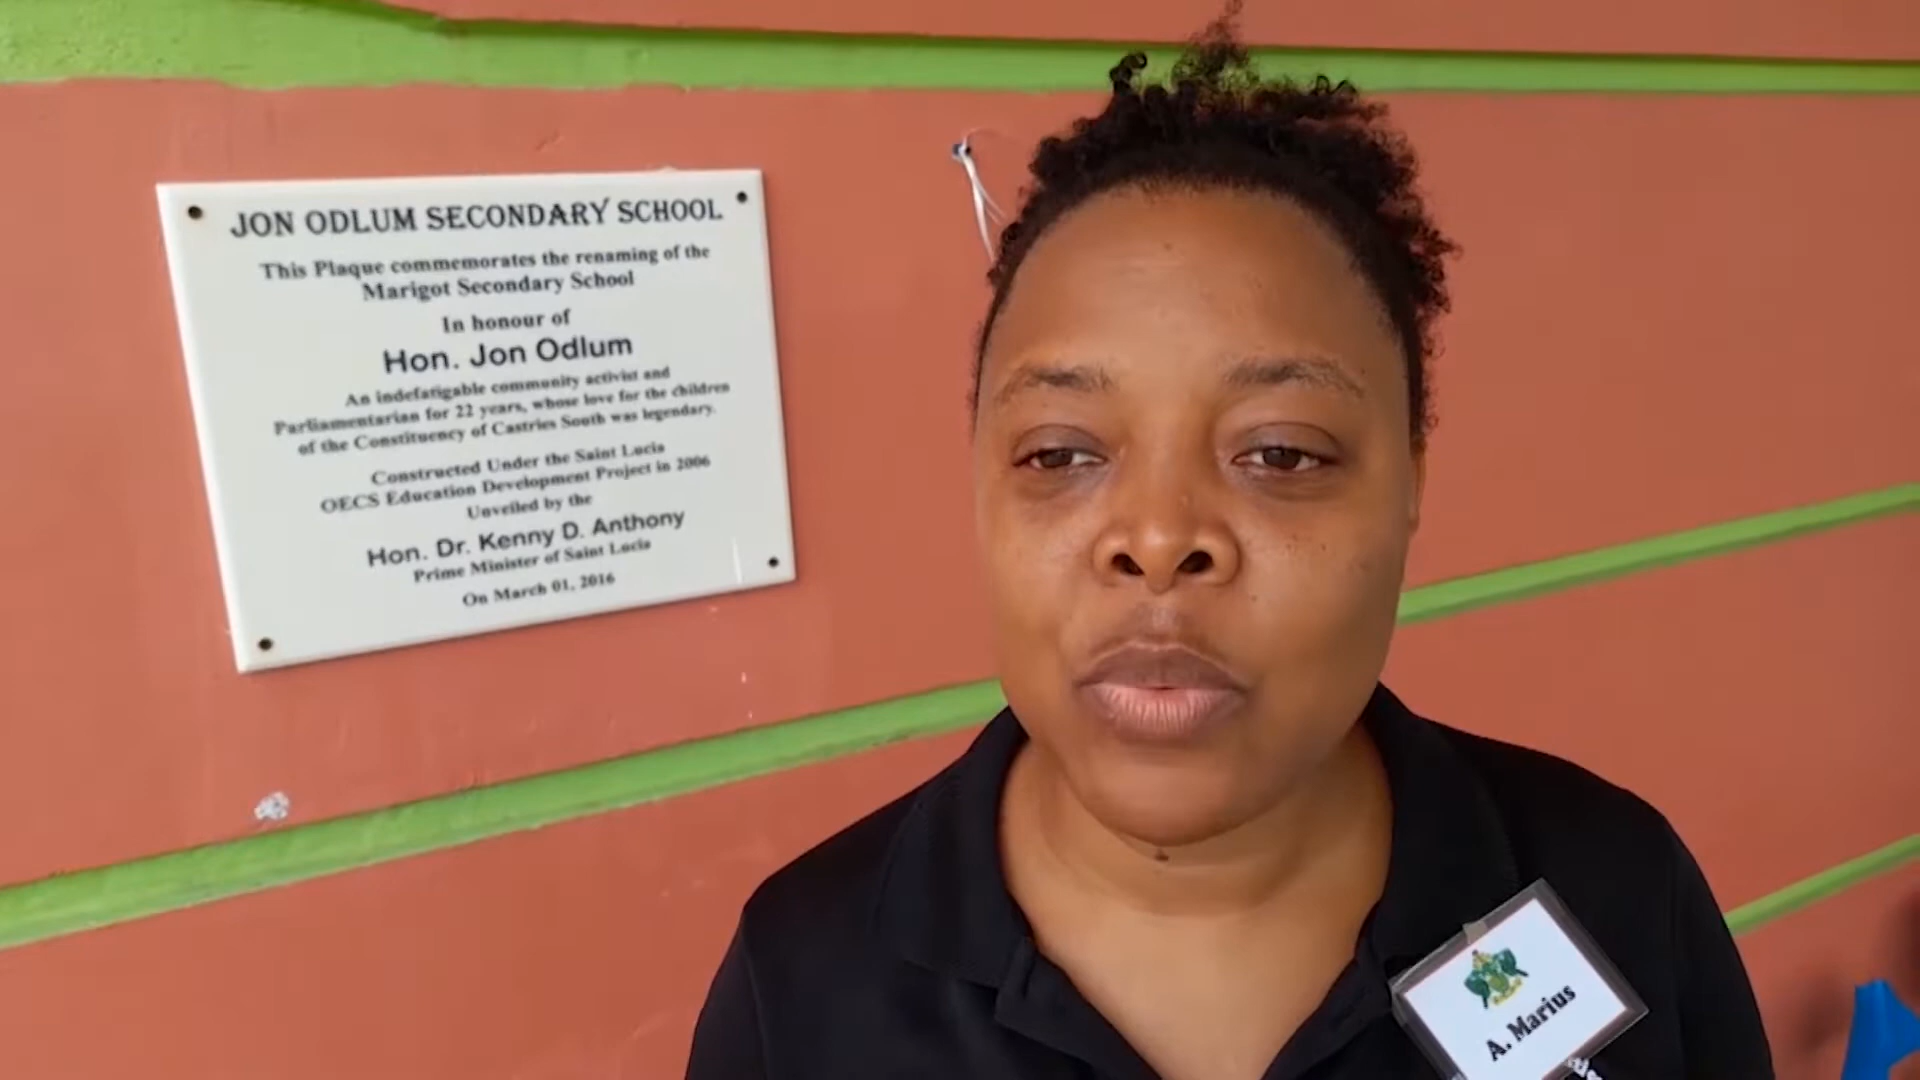 JON ODLUM SECONDARY SCHOOL
This Plaque commemorates the renaming of the
Marigot Secondary School
In honour of
Hon. Jon Odlum
An indefatigable community activist and
Parliamentarian for 22 years, whose love for the children
of the Constituency of Castries South was legendary.
Constructed Under the Saint Lucia
OECS Education Development Project in 2006
Unveiled by the
Hon. Dr. Kenny D. Anthony
Prime Minister of Saint Lucia
On March 01, 2016
A. Marius